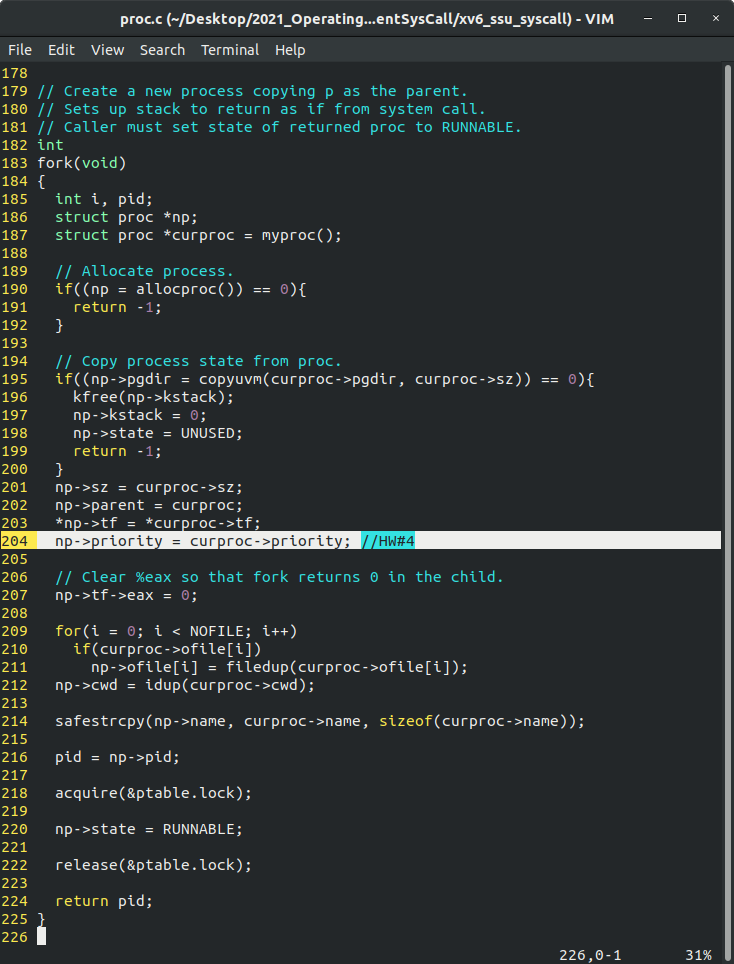 proc.c (~/Desktop/2021_Operating...entSysCall/xv6_ssu_syscall) - VIM
File Edit View Search Terminal Help
178
179 // Create a new process copying p as the parent.
180 // Sets up stack to return as if from system call.
181 // Caller must set state of returned proc to RUNNABLE.
182 int
183 fork(void)
184 {
185   int i, pid;
186   struct proc *np;
187   struct proc *curproc = myproc();
188
189   // Allocate process.
190   if((np = allocproc()) == 0){
191     return -1;
192   }
193
194   // Copy process state from proc.
195   if((np->pgdir = copyuvm(curproc->pgdir, curproc->sz)) == 0){
196     kfree(np->kstack);
197     np->kstack = 0;
198     np->state = UNUSED;
199     return -1;
200   }
201   np->sz = curproc->sz;
202   np->parent = curproc;
203   *np->tf = *curproc->tf;
204   np->priority = curproc->priority; //HW#4
205
206   // Clear %eax so that fork returns 0 in the child.
207   np->tf->eax = 0;
208
209   for(i = 0; i < NOFILE; i++)
210     if(curproc->ofile[i])
211       np->ofile[i] = filedup(curproc->ofile[i]);
212   np->cwd = idup(curproc->cwd);
213
214   safestrcpy(np->name, curproc->name, sizeof(curproc->name));
215
216   pid = np->pid;
217
218   acquire(&ptable.lock);
219
220   np->state = RUNNABLE;
221
222   release(&ptable.lock);
223
224   return pid;
225 }
226
226,0-1 31%